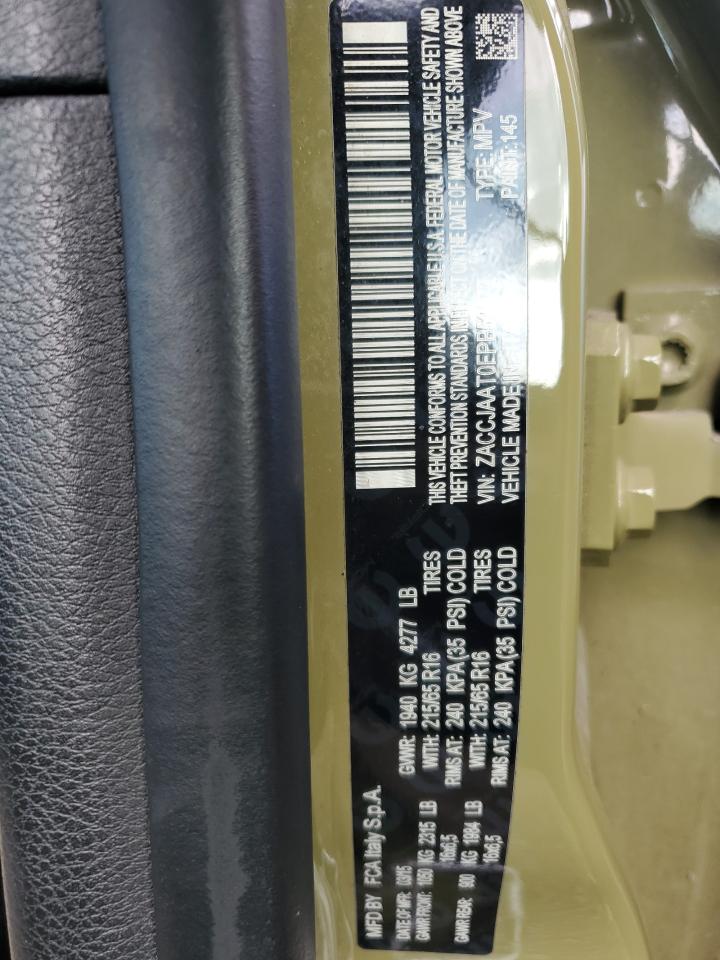 MFD BY FCA Italy S.p.A.
DATE OF MFR:
GAWR FRONT: 1050 KG 2315 LB
16x6,5
GAWR REAR: 900 KG 1984 LB
16x6,5
GVWR: 1940 KG 4277 LB
WITH: 215/65 R16 TIRES
RIMS AT: 240 KPA(35 PSI) COLD
WITH: 215/65 R16 TIRES
RIMS AT: 240 KPA(35 PSI) COLD
THIS VEHICLE CONFORMS TO ALL APPLICABLE U.S.A. FEDERAL MOTOR VEHICLE SAFETY AND
THEFT PREVENTION STANDARDS IN ON THE DATE OF MANUFACTURE SHOWN ABOVE
VIN: TYPE: MPV
VEHICLE MADE IN PAINT: 145